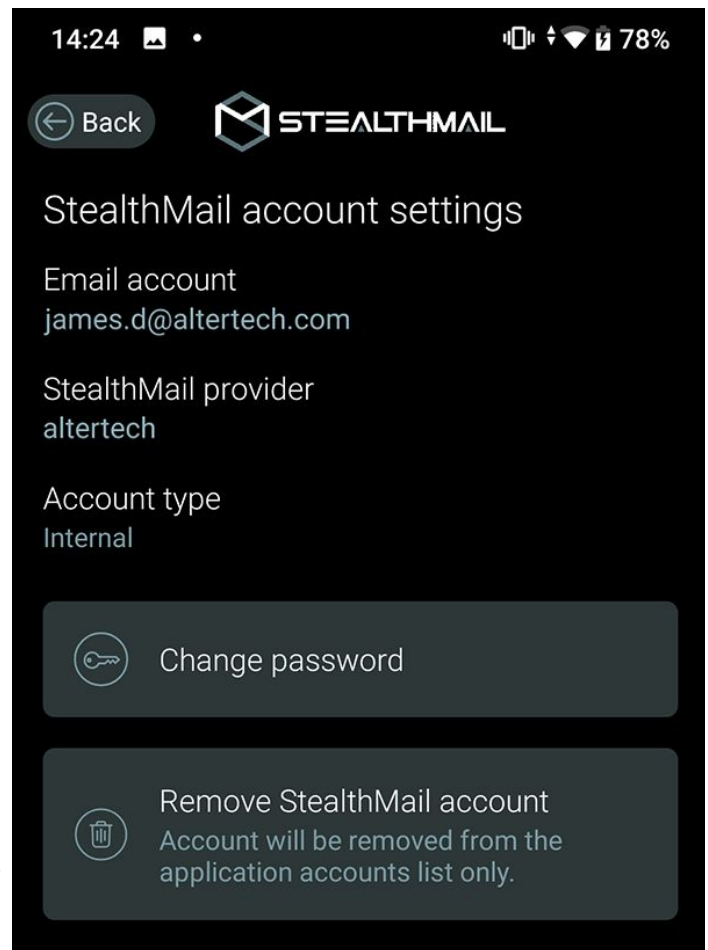 14:24 78%
Back STEALTHMAIL
StealthMail account settings
Email account
james.d@altertech.com
StealthMail provider
altertech
Account type
Internal
Change password
Remove StealthMail account
Account will be removed from the
application accounts list only.